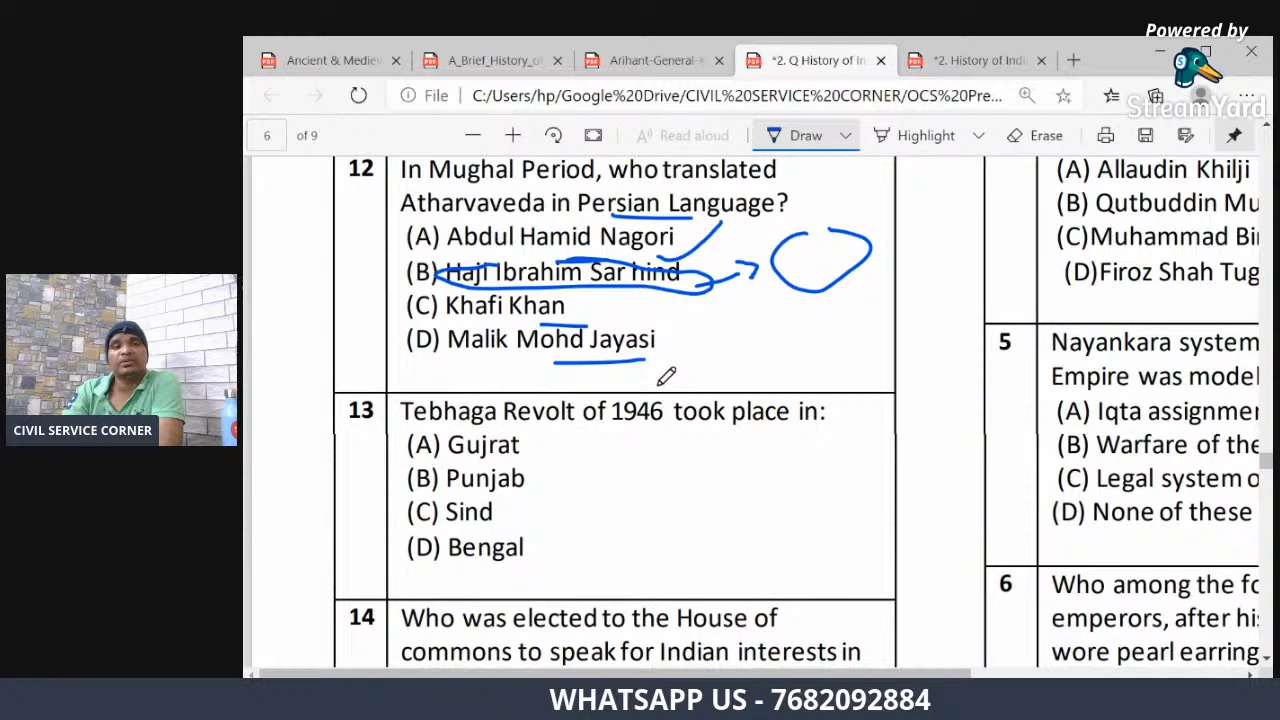 Powered by
StreamYard
Ancient & Mediev
A_Brief_History_o
Arihant-General-K
*2. Q History of In
*2. History of Indi
File
C:/Users/hp/Google%20Drive/CIVIL%20SERVICE%20CORNER/OCS%20Pre...
6 of 9
Read aloud
Draw
Highlight
Erase
12 In Mughal Period, who translated
Atharvaveda in Persian Language?
(A) Abdul Hamid Nagori
(B) Haji Ibrahim Sar hind
(C) Khafi Khan
(D) Malik Mohd Jayasi
13 Tebhaga Revolt of 1946 took place in:
(A) Gujrat
(B) Punjab
(C) Sind
(D) Bengal
14 Who was elected to the House of
commons to speak for Indian interests in
(A) Allaudin Khilji
(B) Qutbuddin Mu
(C)Muhammad Bin
(D)Firoz Shah Tug
5 Nayankara system
Empire was model
(A) Iqta assignmen
(B) Warfare of the
(C) Legal system o
(D) None of these
6 Who among the fo
emperors, after his
wore pearl earring
CIVIL SERVICE CORNER
WHATSAPP US - 7682092884